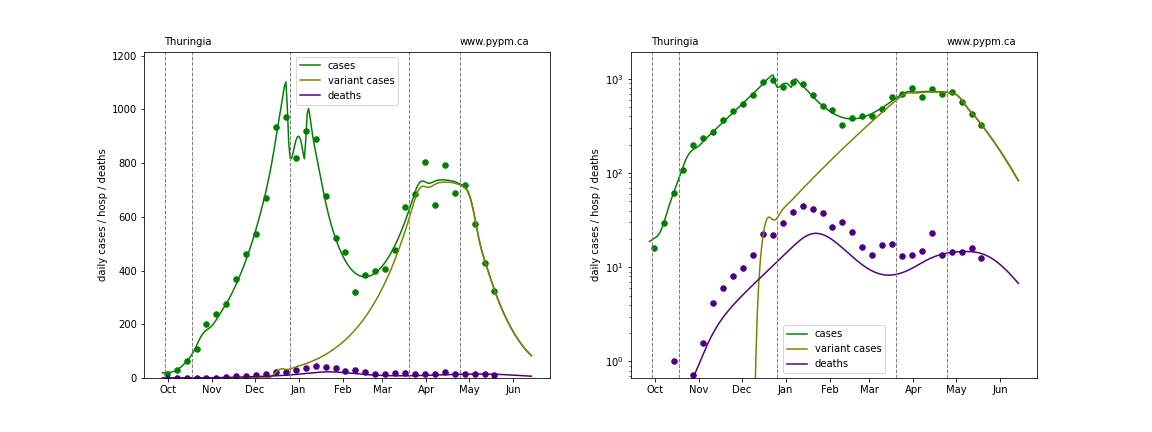 Thuringia www.pypm.ca
daily cases / hosp / deaths
1200
1000
800
600
400
200
0
Oct Nov Dec Jan Feb Mar Apr May Jun
cases
variant cases
deaths
Thuringia www.pypm.ca
daily cases / hosp / deaths
10³
10²
10¹
10⁰
Oct Nov Dec Jan Feb Mar Apr May Jun
cases
variant cases
deaths